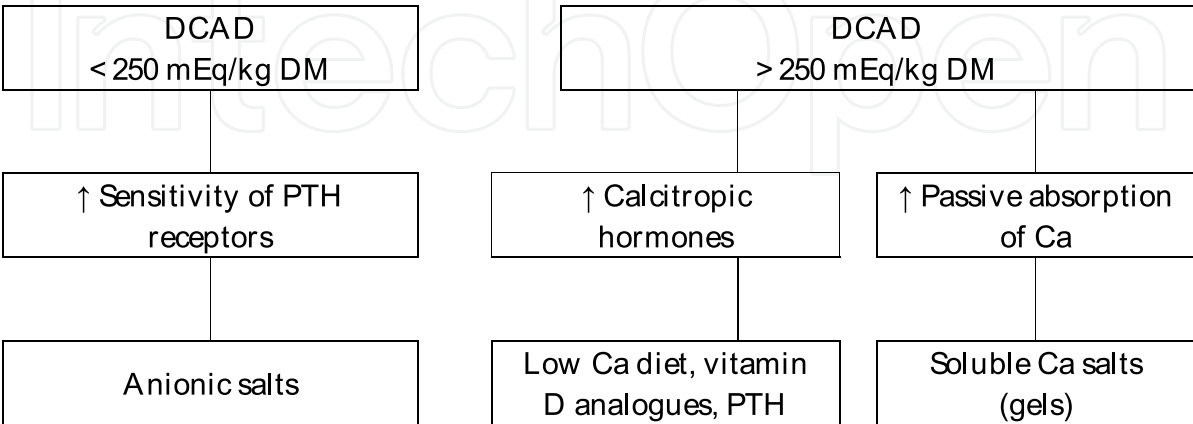 IntechOpen
DCAD
< 250 mEq/kg DM
DCAD
> 250 mEq/kg DM
↑ Sensitivity of PTH
receptors
↑ Calcitropic
hormones
↑ Passive absorption
of Ca
Anionic salts
Low Ca diet, vitamin
D analogues, PTH
Soluble Ca salts
(gels)